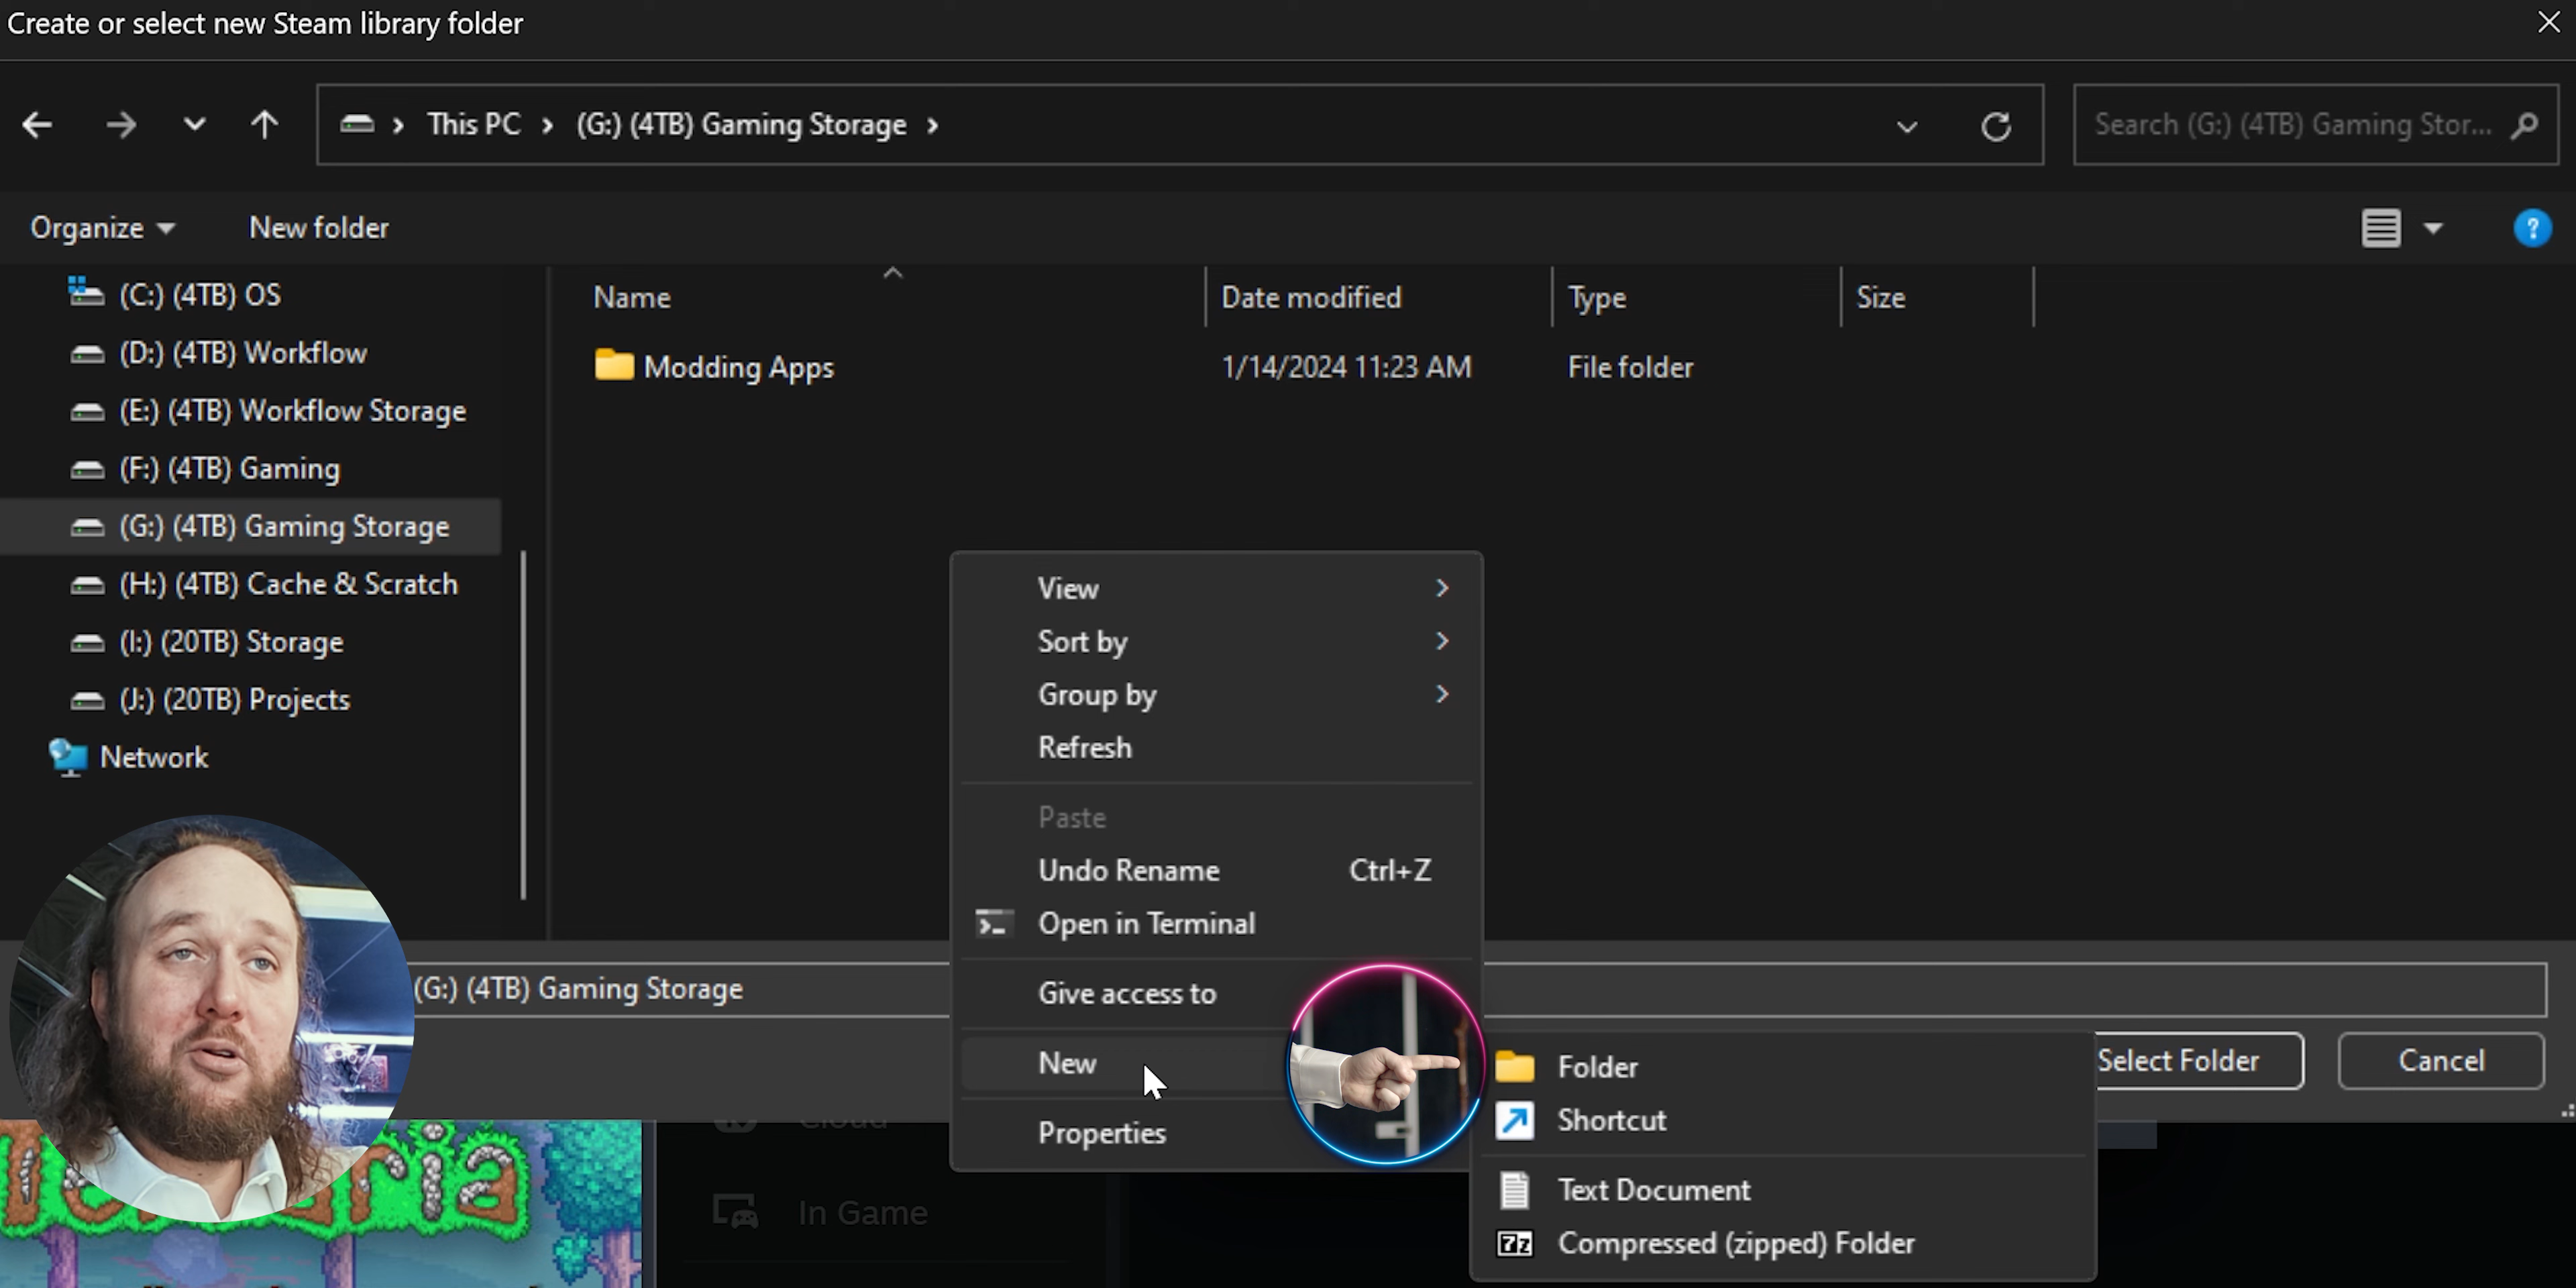 Create or select new Steam library folder
This PC
(G:) (4TB) Gaming Storage
Search (G:) (4TB) Gaming Stor...
Organize
New folder
?
Name
Date modified
Type
Size
(C:) (4TB) OS
(D:) (4TB) Workflow
(E:) (4TB) Workflow Storage
(F:) (4TB) Gaming
(G:) (4TB) Gaming Storage
(H:) (4TB) Cache & Scratch
(I:) (20TB) Storage
(J:) (20TB) Projects
Network
Modding Apps
1/14/2024 11:23 AM
File folder
View
Sort by
Group by
Refresh
Paste
Undo Rename Ctrl+Z
Open in Terminal
Give access to
New
Properties
(G:) (4TB) Gaming Storage
Folder
Shortcut
Text Document
7z Compressed (zipped) Folder
Select Folder
Cancel
Cloud
In Game